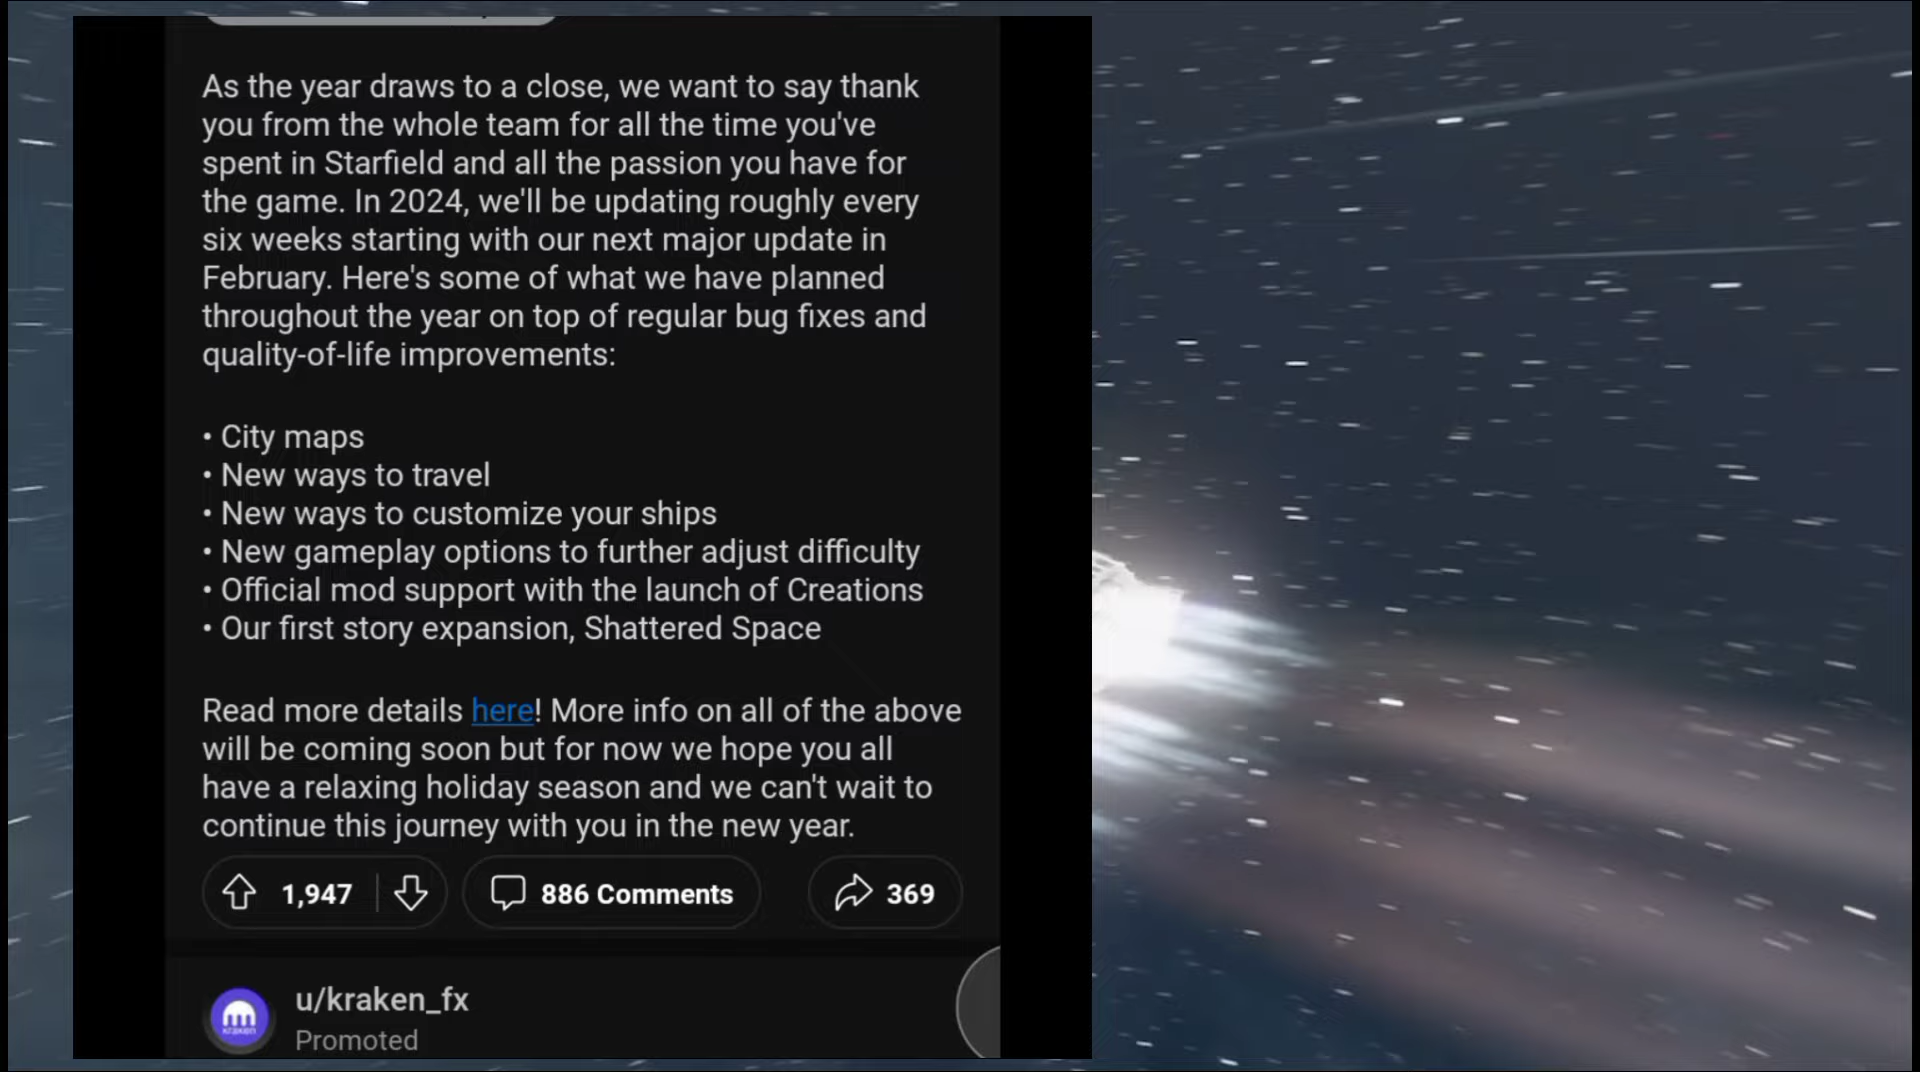 As the year draws to a close, we want to say thank
you from the whole team for all the time you've
spent in Starfield and all the passion you have for
the game. In 2024, we'll be updating roughly every
six weeks starting with our next major update in
February. Here's some of what we have planned
throughout the year on top of regular bug fixes and
quality-of-life improvements:
• City maps
• New ways to travel
• New ways to customize your ships
• New gameplay options to further adjust difficulty
• Official mod support with the launch of Creations
• Our first story expansion, Shattered Space
Read more details here! More info on all of the above
will be coming soon but for now we hope you all
have a relaxing holiday season and we can't wait to
continue this journey with you in the new year.
1,947 886 Comments 369
u/kraken_fx
kraken
Promoted